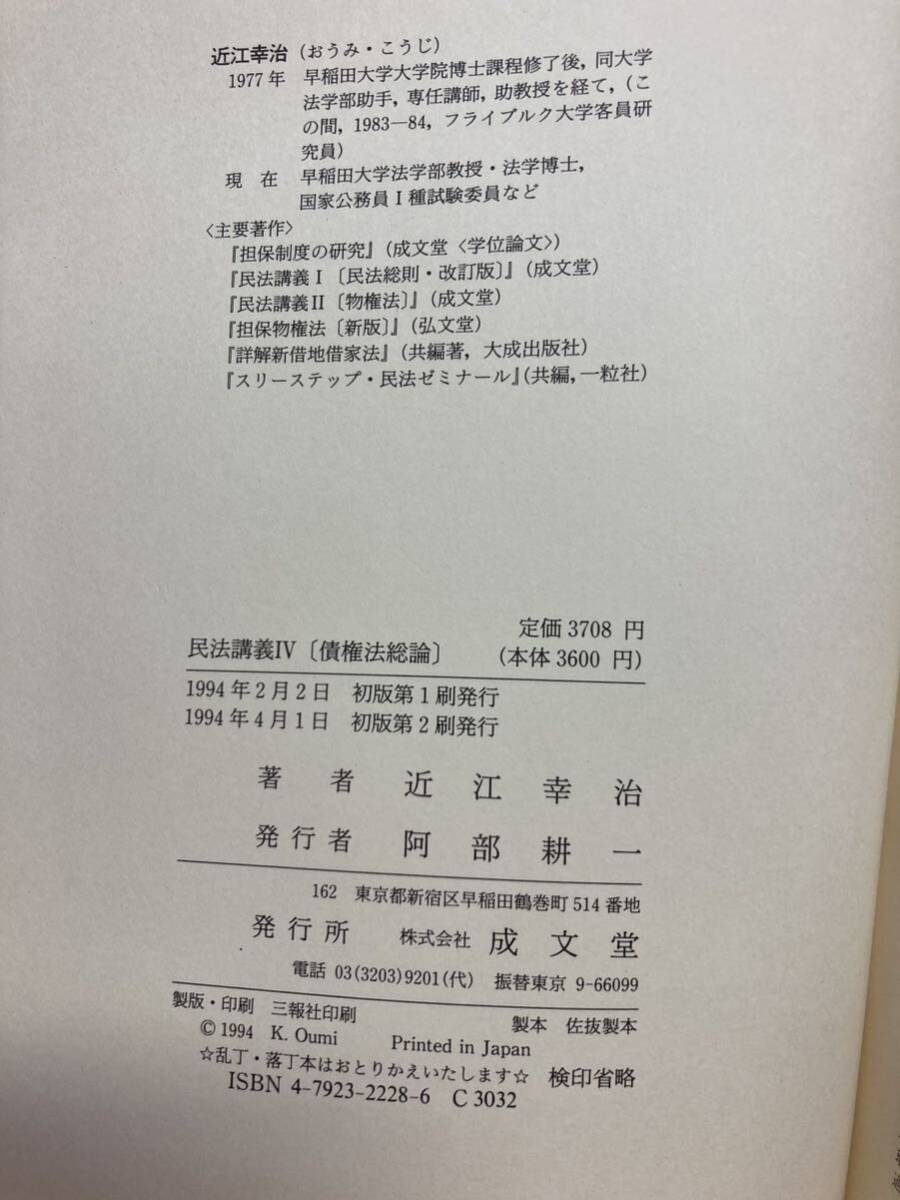 近江幸治（おうみ・こうじ）
1977年 早稲田大学大学院博士課程修了後，同大学
法学部助手，専任講師，助教授を経て，（こ
の間，1983—84，フライブルク大学客員研
究員）
現在 早稲田大学法学部教授・法学博士，
国家公務員Ⅰ種試験委員など
〈主要著作〉
『担保制度の研究』（成文堂〈学位論文〉）
『民法講義Ⅰ〔民法総則・改訂版〕』（成文堂）
『民法講義Ⅱ〔物権法〕』（成文堂）
『担保物権法〔新版〕』（弘文堂）
『詳解新借地借家法』（共編著，大成出版社）
『スリーステップ・民法ゼミナール』（共編，一粒社）
定価3708円
民法講義Ⅳ〔債権法総論〕 （本体3600円）
1994年2月2日 初版第1刷発行
1994年4月1日 初版第2刷発行
著者 近江幸治
発行者 阿部耕一
162 東京都新宿区早稲田鶴巻町514番地
発行所 株式会社 成文堂
電話 03(3203)9201(代) 振替東京 9-66099
製版・印刷 三報社印刷 製本 佐抜製本
© 1994 K. Oumi Printed in Japan
☆乱丁・落丁本はおとりかえいたします☆ 検印省略
ISBN 4-7923-2228-6 C 3032